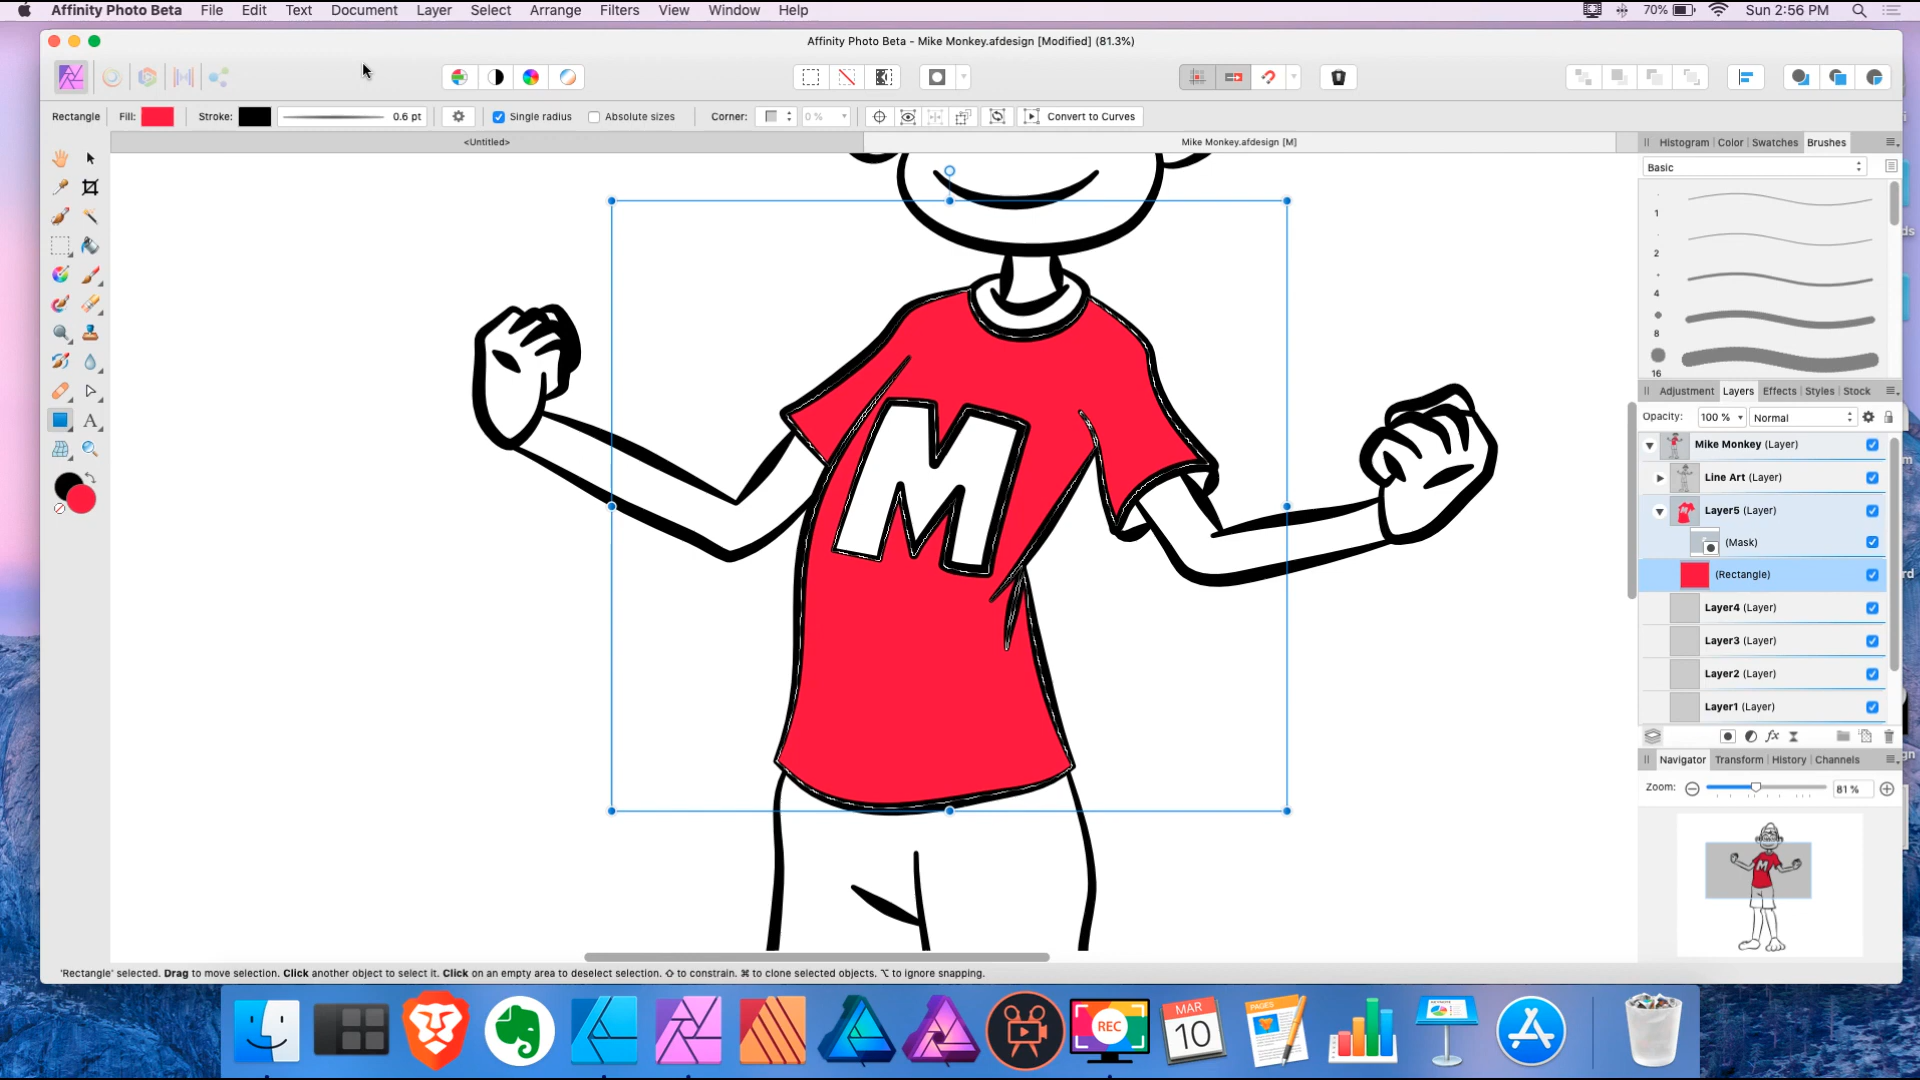 Affinity Photo Beta File Edit Text Document Layer Select Arrange Filters View Window Help 70% Sun 2:56 PM
Affinity Photo Beta - Mike Monkey.afdesign [Modified] (81.3%)
Rectangle Fill: Stroke: 0.6 pt Single radius Absolute sizes Corner: 0 % Convert to Curves
<Untitled> Mike Monkey.afdesign [M]
Histogram Color Swatches Brushes
Basic
1
2
4
8
16
Adjustment Layers Effects Styles Stock
Opacity: 100 % Normal
Mike Monkey (Layer)
Line Art (Layer)
Layer5 (Layer)
(Mask)
(Rectangle)
Layer4 (Layer)
Layer3 (Layer)
Layer2 (Layer)
Layer1 (Layer)
fx
Navigator Transform History Channels
Zoom: 81 %
M
M
A
'Rectangle' selected. Drag to move selection. Click another object to select it. Click on an empty area to deselect selection. ⇧ to constrain. ⌘ to clone selected objects. ⌥ to ignore snapping.
REC
MAR
10
PAGES